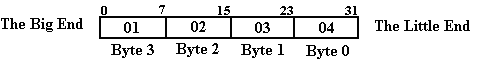 0 7 15 23 31
The Big End 01 02 03 04 The Little End
Byte 3 Byte 2 Byte 1 Byte 0